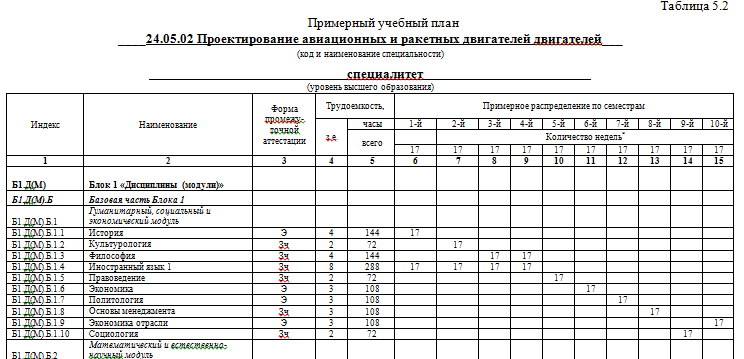 Таблица 5.2
Примерный учебный план
24.05.02 Проектирование авиационных и ракетных двигателей двигателей
(код и наименование специальности)
специалитет
(уровень высшего образования)
Индекс Наименование Форма промежу-точной аттестации Трудоемкость, Примерное распределение по семестрам
з.е. часы 1-й 2-й 3-й 4-й 5-й 6-й 7-й 8-й 9-й 10-й
всего Количество недель*
17 17 17 17 17 17 17 17 17 17
1 2 3 4 5 6 7 8 9 10 11 12 13 14 15
Б1.Д(М) Блок 1 «Дисциплины (модули)»
Б1.Д(М).Б Базовая часть Блока 1
Б1.Д(М).Б.1 Гуманитарный, социальный и экономический модуль
Б1.Д(М).Б.1.1 История Э 4 144 17
Б1.Д(М).Б.1.2 Культурология Зч 2 72 17
Б1.Д(М).Б.1.3 Философия Зч 4 144 17 17
Б1.Д(М).Б.1.4 Иностранный язык 1 Зч 8 288 17 17 17 17
Б1.Д(М).Б.1.5 Правоведение Зч 2 72 17
Б1.Д(М).Б.1.6 Экономика Э 3 108 17
Б1.Д(М).Б.1.7 Политология Э 3 108 17
Б1.Д(М).Б.1.8 Основы менеджмента Зч 3 108 17
Б1.Д(М).Б.1.9 Экономика отрасли Э 3 108 17
Б1.Д(М).Б.1.10 Социология Зч 2 72 17
Б1.Д(М).Б.2 Математический и естественно-научный модуль